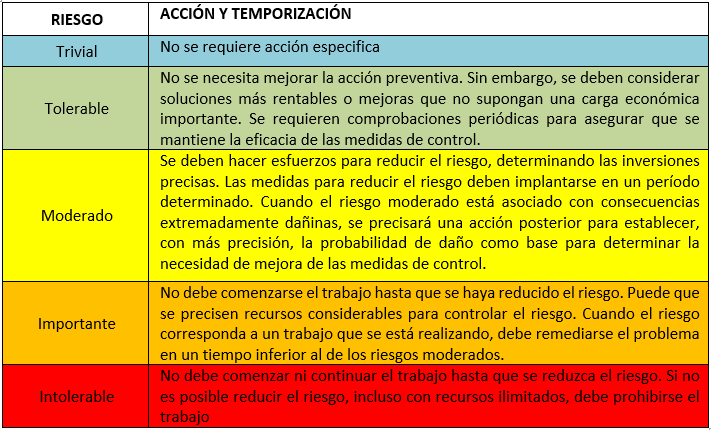 RIESGO
ACCIÓN Y TEMPORIZACIÓN
Trivial
No se requiere acción especifica
Tolerable
No se necesita mejorar la acción preventiva. Sin embargo, se deben considerar
soluciones más rentables o mejoras que no supongan una carga económica
importante. Se requieren comprobaciones periódicas para asegurar que se
mantiene la eficacia de las medidas de control.
Moderado
Se deben hacer esfuerzos para reducir el riesgo, determinando las inversiones
precisas. Las medidas para reducir el riesgo deben implantarse en un período
determinado. Cuando el riesgo moderado está asociado con consecuencias
extremadamente dañinas, se precisará una acción posterior para establecer,
con más precisión, la probabilidad de daño como base para determinar la
necesidad de mejora de las medidas de control.
Importante
No debe comenzarse el trabajo hasta que se haya reducido el riesgo. Puede que
se precisen recursos considerables para controlar el riesgo. Cuando el riesgo
corresponda a un trabajo que se está realizando, debe remediarse el problema
en un tiempo inferior al de los riesgos moderados.
Intolerable
No debe comenzar ni continuar el trabajo hasta que se reduzca el riesgo. Si no
es posible reducir el riesgo, incluso con recursos ilimitados, debe prohibirse el
trabajo